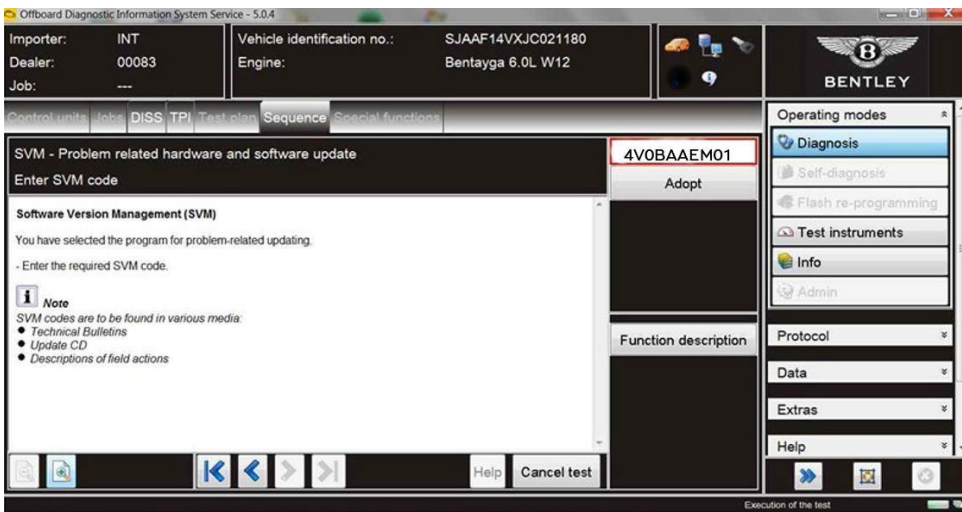 Offboard Diagnostic Information System Service - 5.0.4
Importer: INT
Dealer: 00083
Job: ---
Vehicle identification no.: SJAAF14VXJC021180
Engine: Bentayga 6.0L W12
B
BENTLEY
Control units Jobs DISS TPI Test plan Sequence Special functions
SVM - Problem related hardware and software update
Enter SVM code
4V0BAAEM01
Adopt
Software Version Management (SVM)
You have selected the program for problem-related updating.
- Enter the required SVM code.
i Note
SVM codes are to be found in various media:
● Technical Bulletins
● Update CD
● Descriptions of field actions
Function description
Help
Cancel test
Operating modes
Diagnosis
Self-diagnosis
Flash re-programming
Test instruments
Info
Admin
Protocol
Data
Extras
Help
Execution of the test